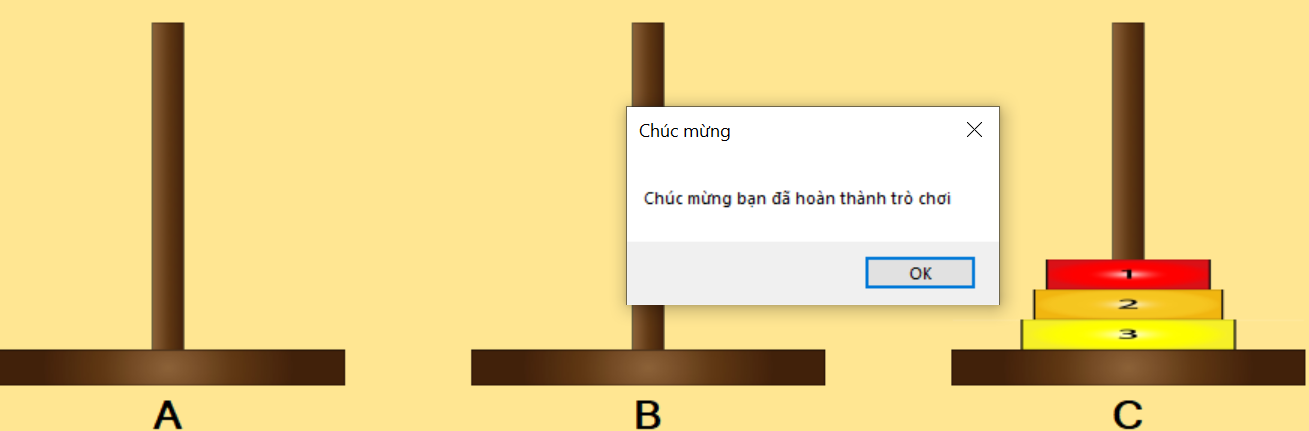 Chúc mừng
Chúc mừng bạn đã hoàn thành trò chơi
OK
1
2
3
A B C